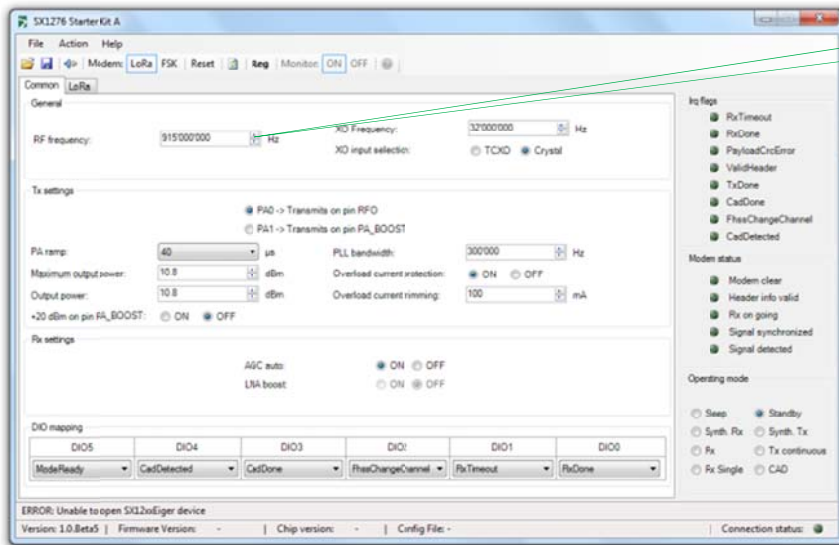 SX1276 StarterKit A
File Action Help
Modem: LoRa FSK Reset Reg Monitor: ON OFF
Common LoRa
General
RF frequency: 915'000'000 Hz
XO Frequency: 32'000'000 Hz
XO input selection: TCXO Crystal
Tx settings
PA0 -> Transmits on pin RFO
PA1 -> Transmits on pin PA_BOOST
PA ramp: 40 µs PLL bandwidth: 300'000 Hz
Maximum output power: 10.8 dBm Overload current protection: ON OFF
Output power: 10.8 dBm Overload current trimming: 100 mA
+20 dBm on pin PA_BOOST: ON OFF
Rx settings
AGC auto: ON OFF
LNA boost: ON OFF
DIO mapping
DIO5 DIO4 DIO3 DIO2 DIO1 DIO0
ModeReady CadDetected CadDone FhssChangeChannel RxTimeout RxDone
Irq flags
RxTimeout
RxDone
PayloadCrcError
ValidHeader
TxDone
CadDone
FhssChangeChannel
CadDetected
Modem status
Modem clear
Header info valid
Rx on going
Signal synchronized
Signal detected
Operating mode
Sleep Standby
Synth. Rx Synth. Tx
Rx Tx continuous
Rx Single CAD
ERROR: Unable to open SX12xxEiger device
Version: 1.0.Beta5 | Firmware Version: - | Chip version: - | Config File: - | Connection status: